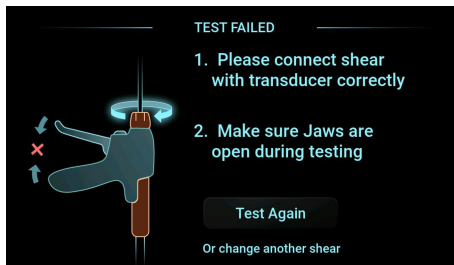 TEST FAILED
1. Please connect shear
with transducer correctly
2. Make sure Jaws are
open during testing
Test Again
Or change another shear